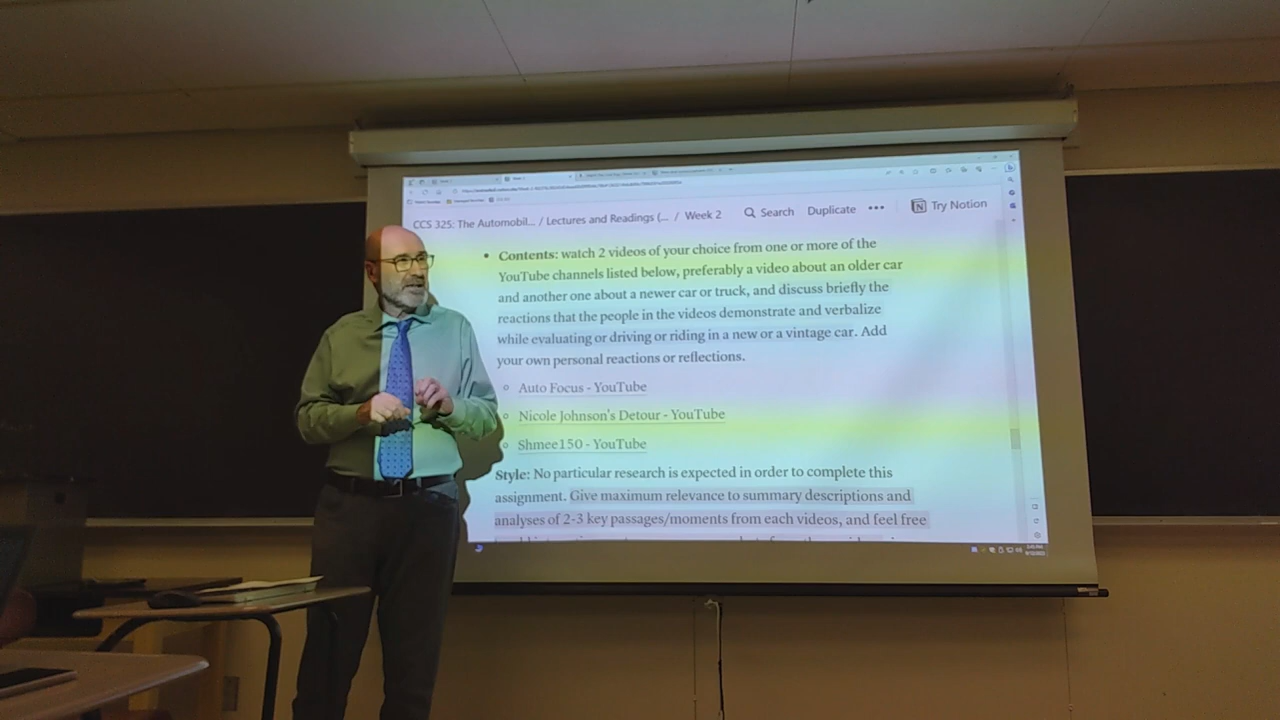 CCS 325: The Automobil... / Lectures and Readings (... / Week 2
Search Duplicate ••• Try Notion
• Contents: watch 2 videos of your choice from one or more of the
YouTube channels listed below, preferably a video about an older car
and another one about a newer car or truck, and discuss briefly the
reactions that the people in the videos demonstrate and verbalize
while evaluating or driving or riding in a new or a vintage car. Add
your own personal reactions or reflections.
Auto Focus - YouTube
Nicole Johnson's Detour - YouTube
Shmee150 - YouTube
Style: No particular research is expected in order to complete this
assignment. Give maximum relevance to summary descriptions and
analyses of 2-3 key passages/moments from each videos, and feel free